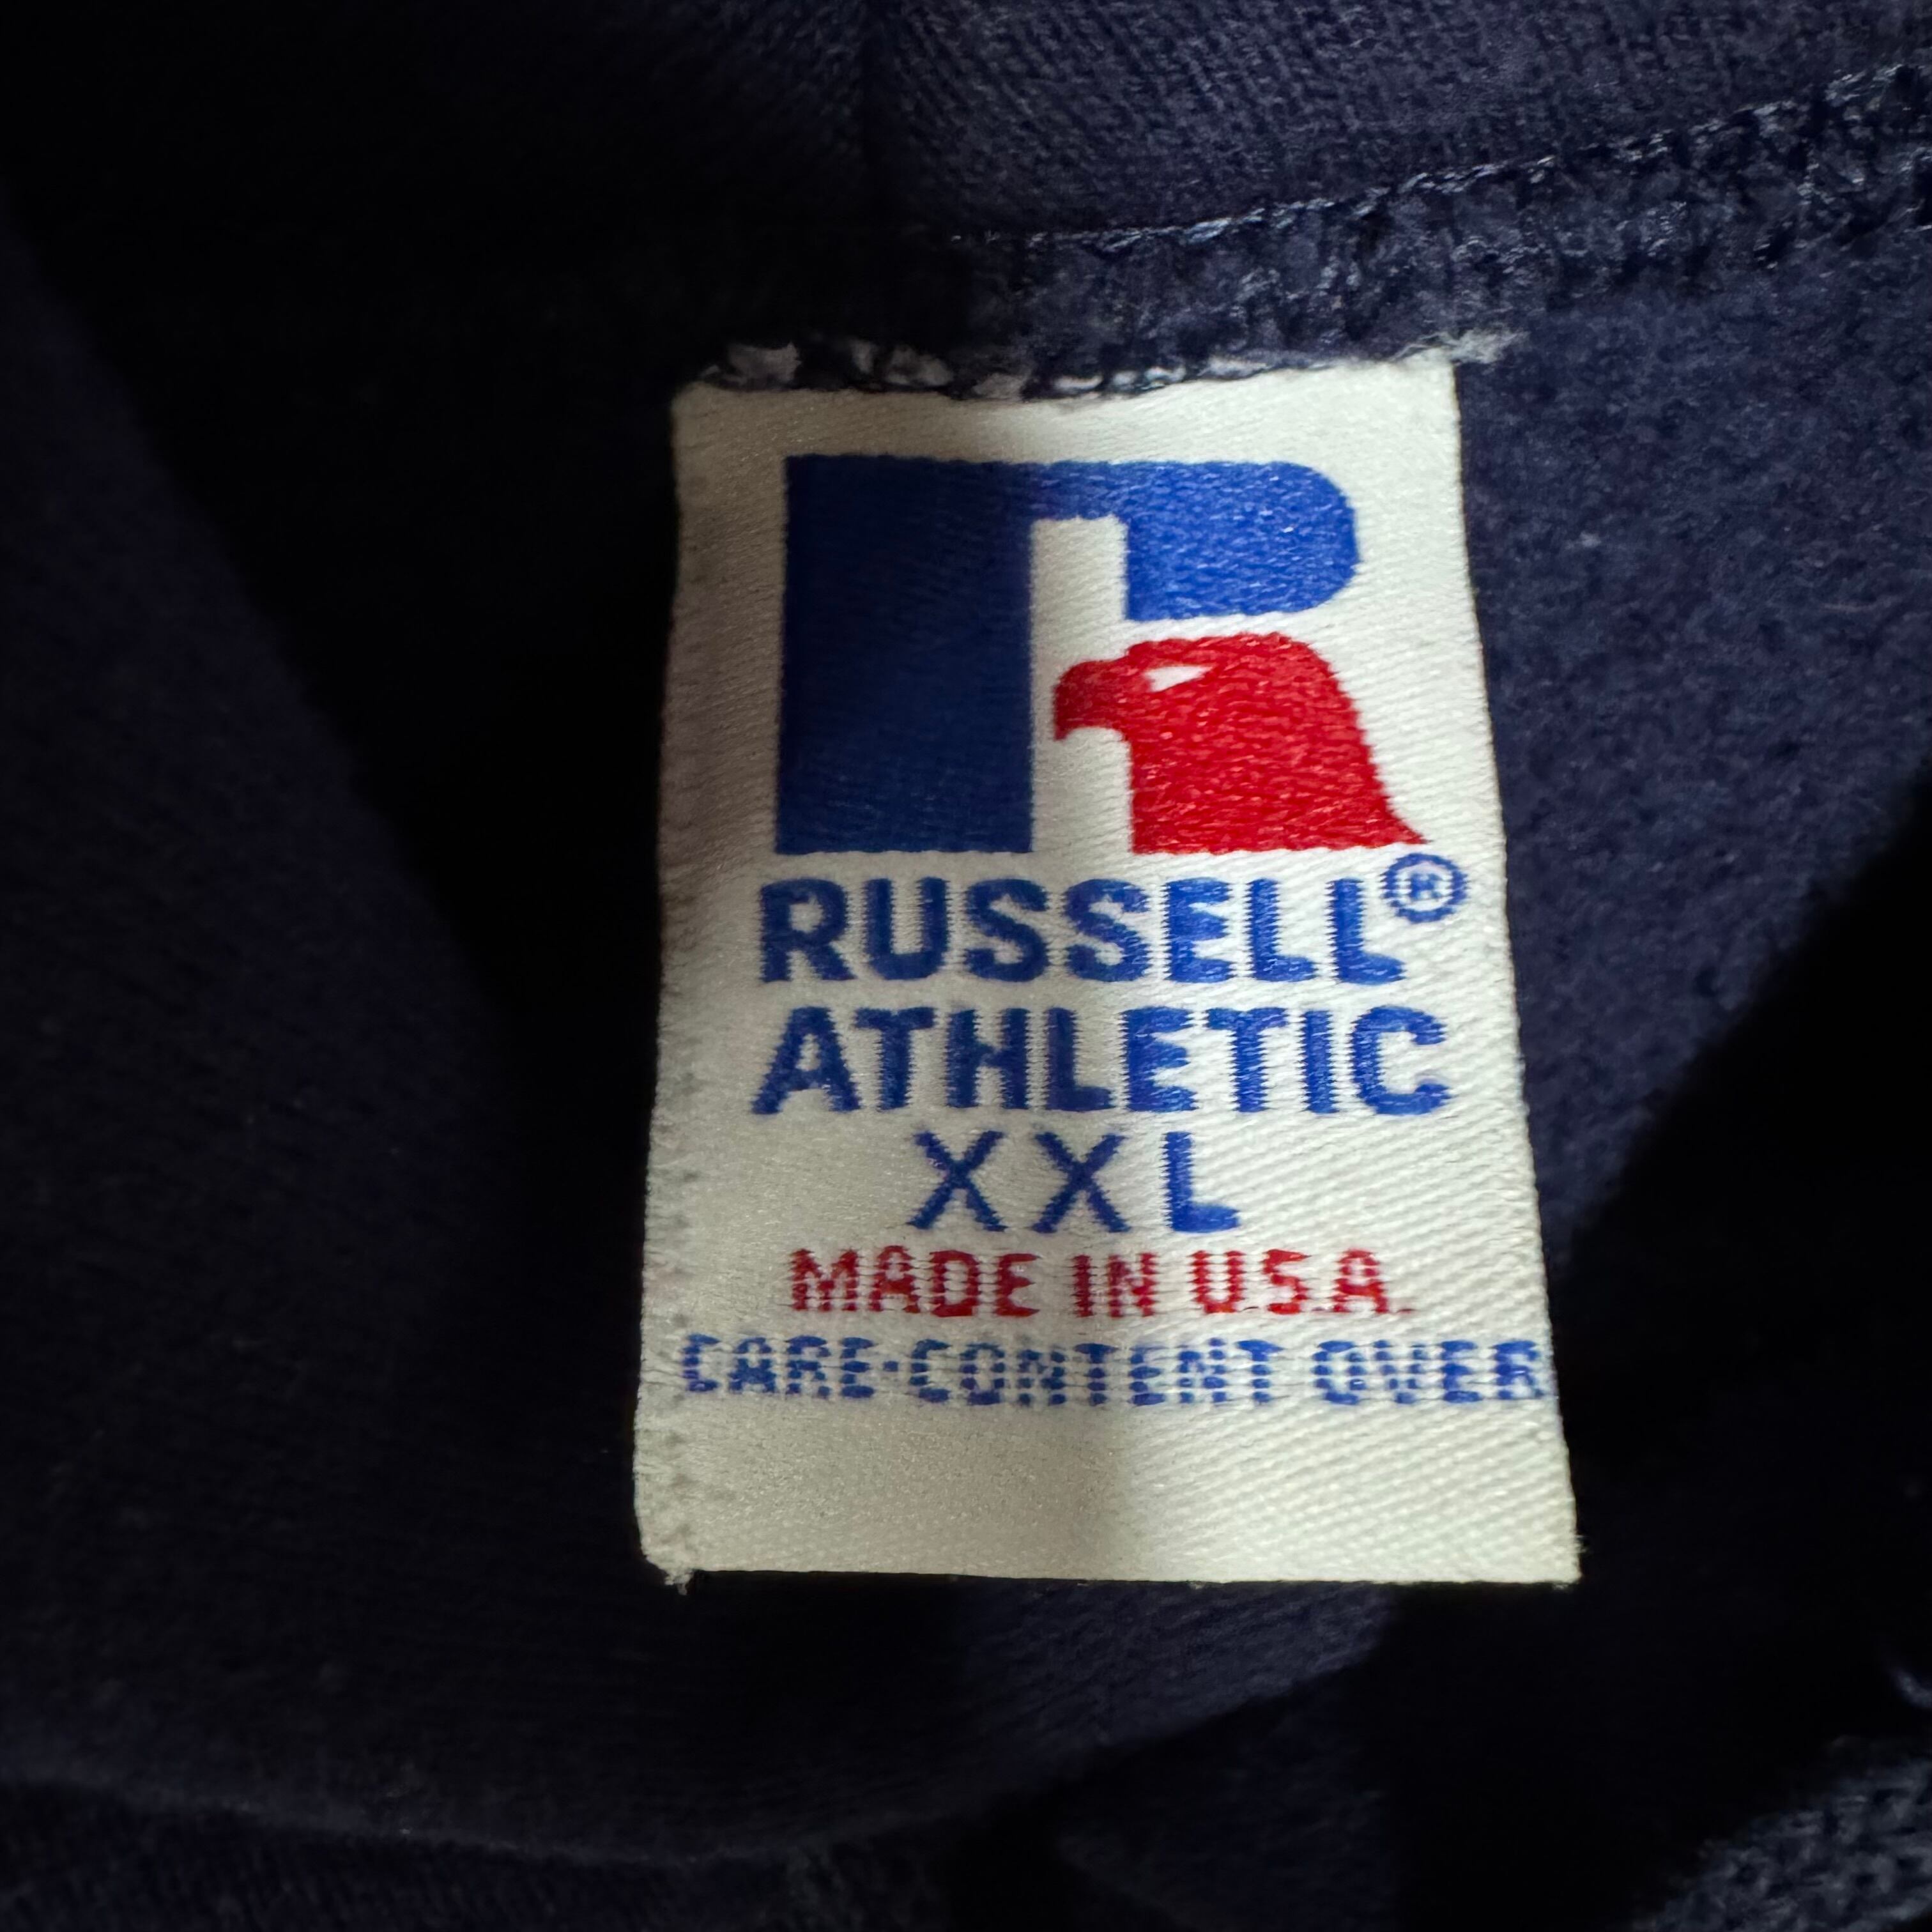 RUSSELL®
ATHLETIC
XXL
MADE IN U.S.A.
CARE·CONTENT OVER